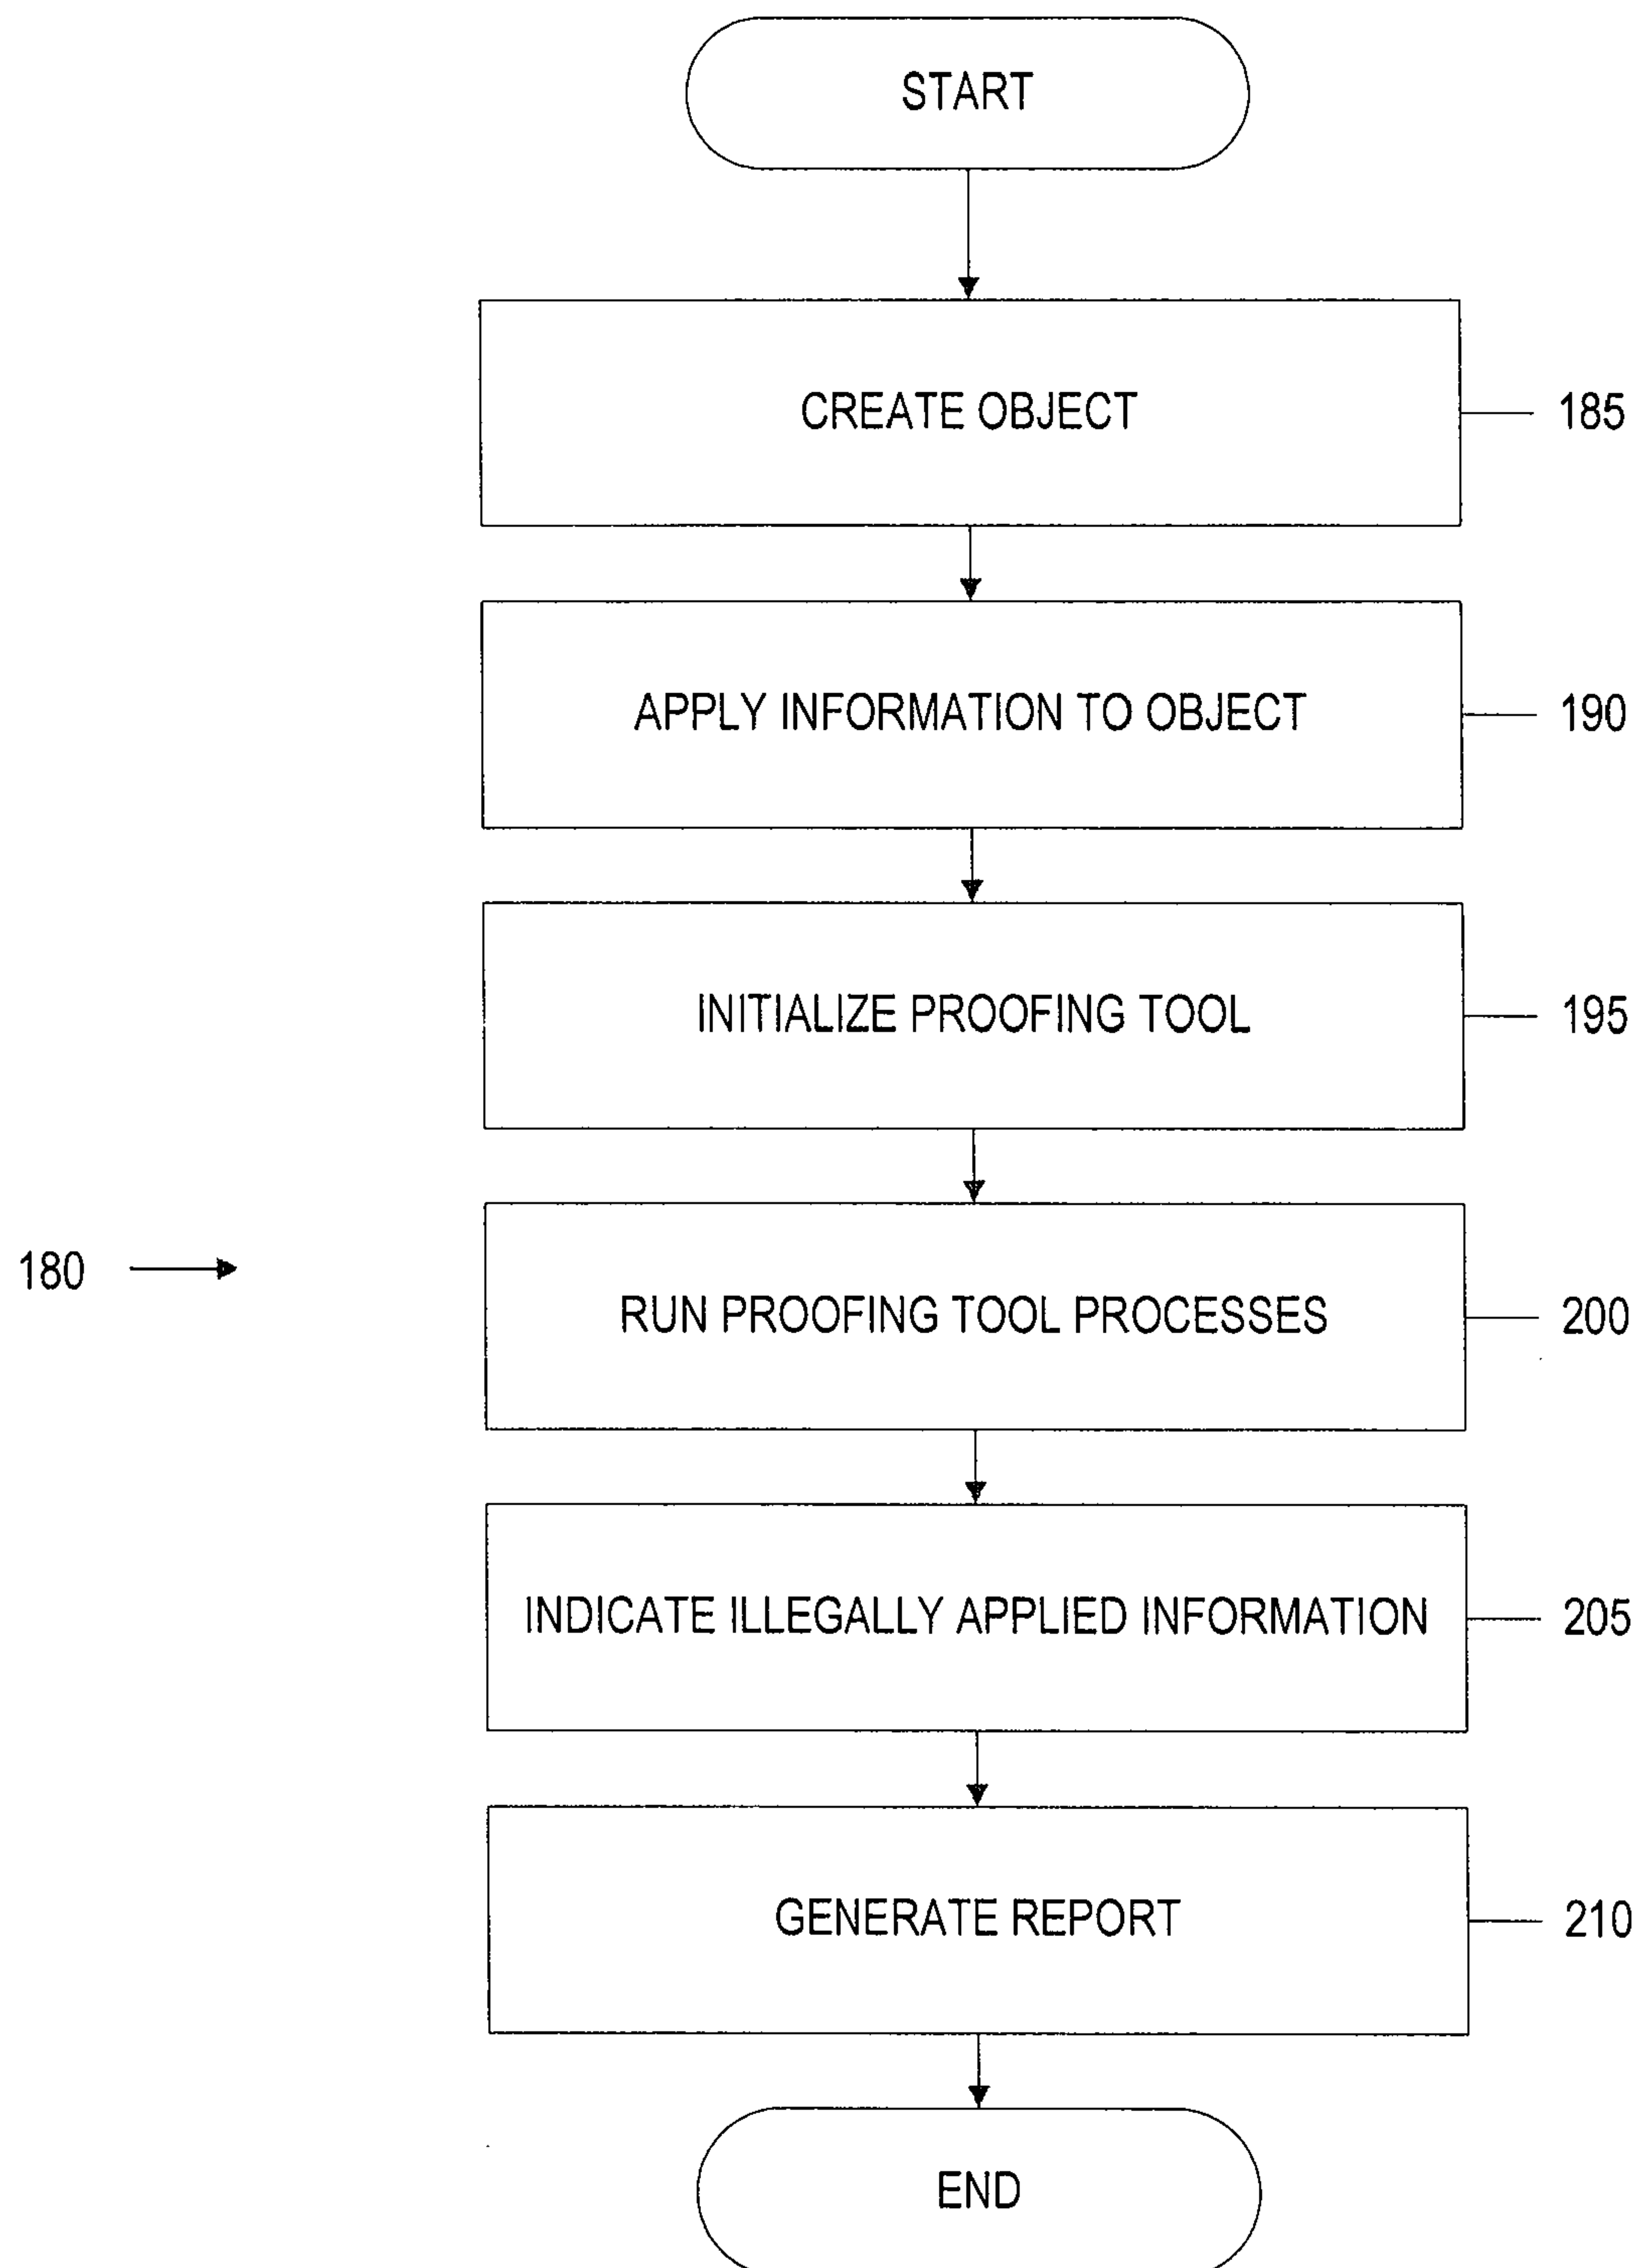 START
CREATE OBJECT 185
APPLY INFORMATION TO OBJECT 190
INITIALIZE PROOFING TOOL 195
180
RUN PROOFING TOOL PROCESSES 200
INDICATE ILLEGALLY APPLIED INFORMATION 205
GENERATE REPORT 210
END